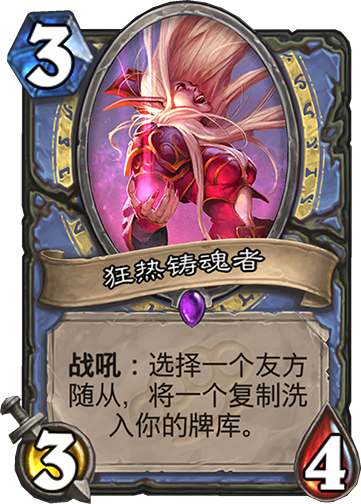 3
狂热铸魂者
战吼：选择一个友方
随从，将一个复制洗
入你的牌库。
3
4